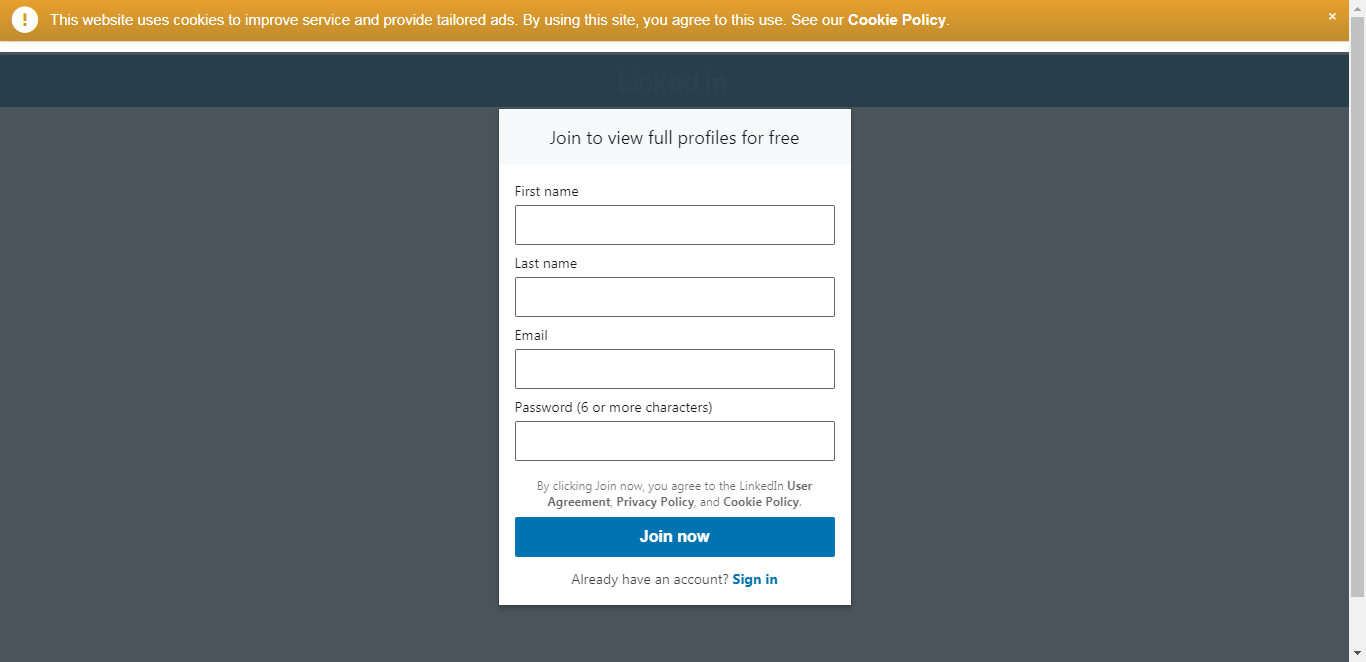 This website uses cookies to improve service and provide tailored ads. By using this site, you agree to this use. See our Cookie Policy.
×
Linked in
Join to view full profiles for free
First name
Last name
Email
Password (6 or more characters)
By clicking Join now, you agree to the LinkedIn User
Agreement, Privacy Policy, and Cookie Policy.
Join now
Already have an account? Sign in